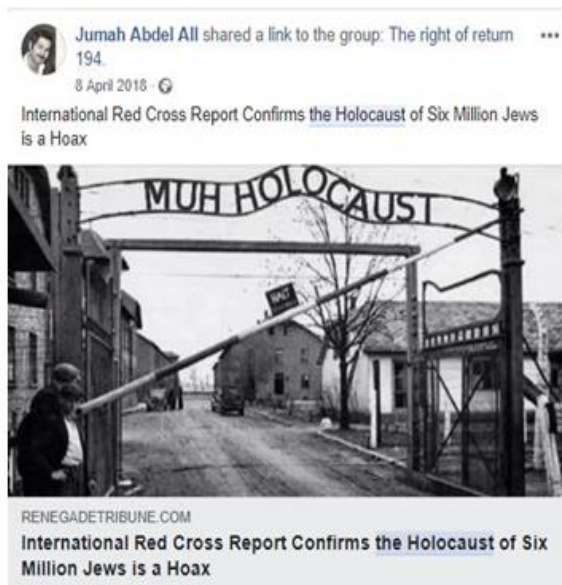 Jumah Abdel All shared a link to the group: The right of return
194.
8 April 2018
International Red Cross Report Confirms the Holocaust of Six Million Jews
is a Hoax
MUH HOLOCAUST
HALT
RENEGADETRIBUNE.COM
International Red Cross Report Confirms the Holocaust of Six
Million Jews is a Hoax